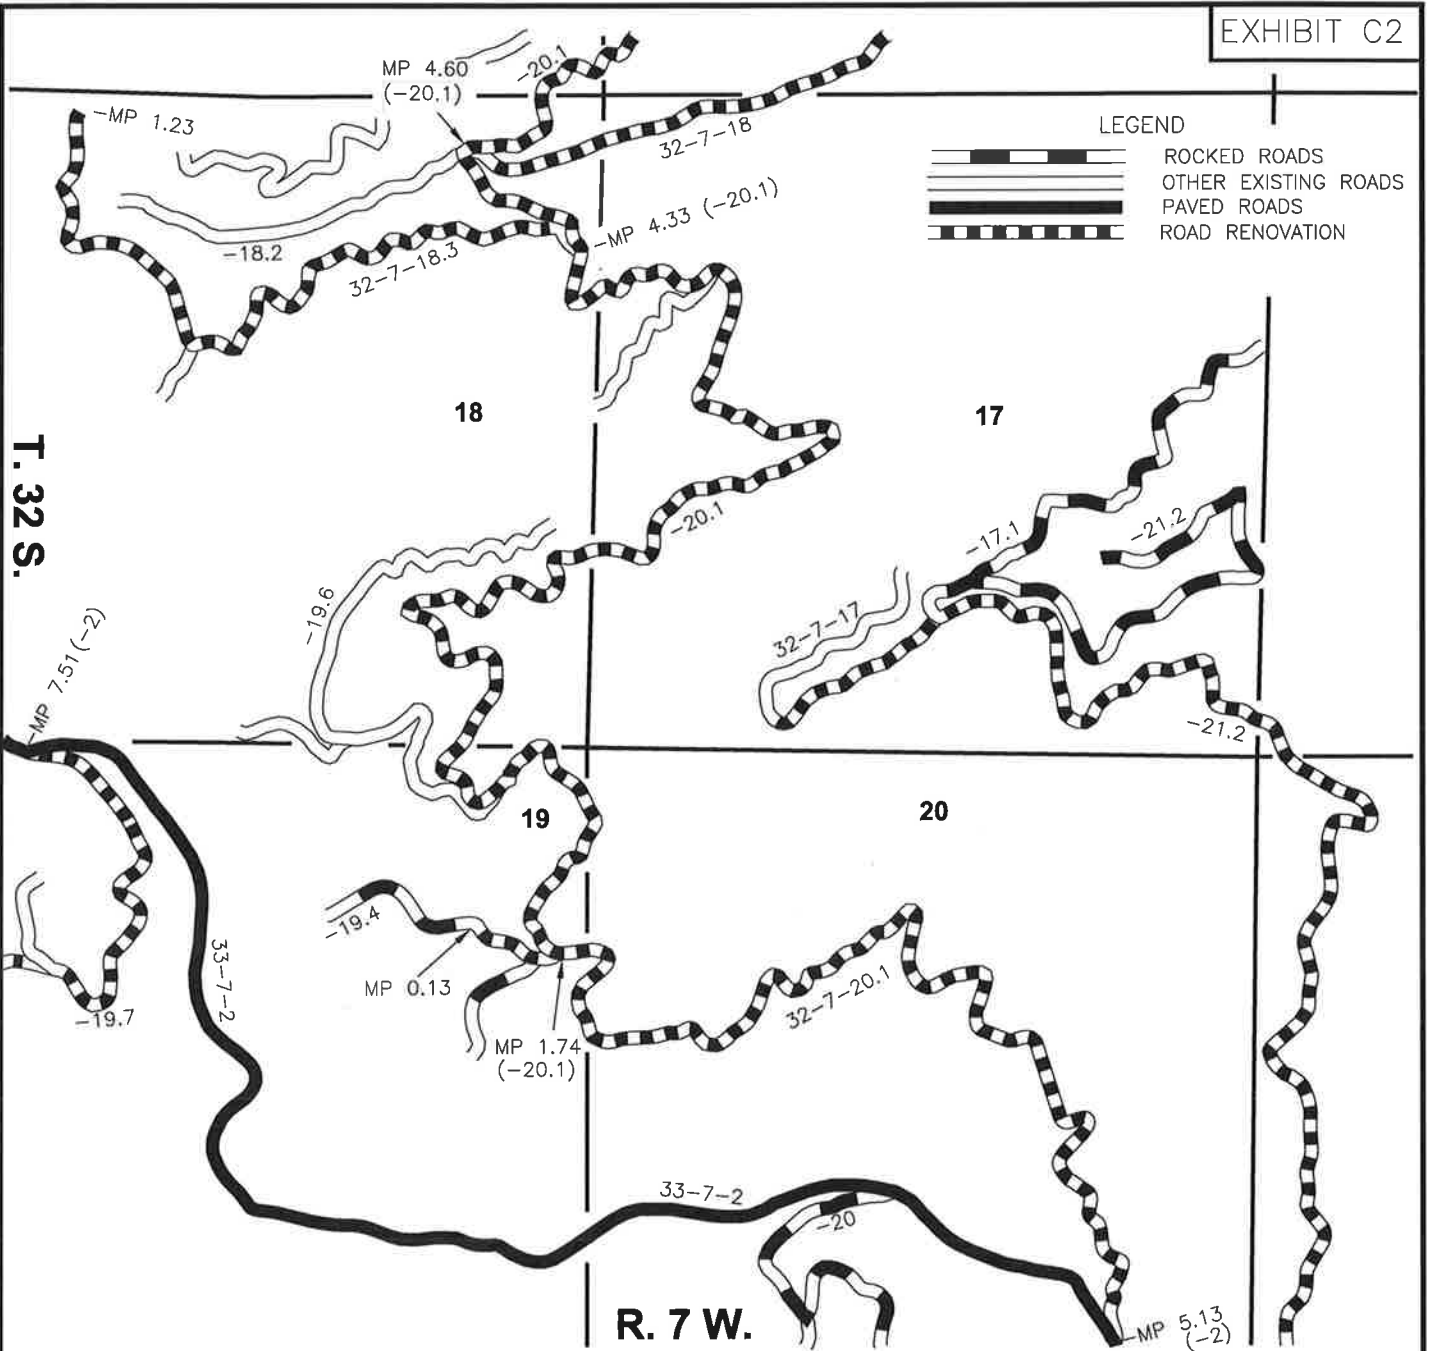 EXHIBIT C2
MP 4.60
(-20.1)
-20.1
-MP 1.23
LEGEND
ROCKED ROADS
OTHER EXISTING ROADS
PAVED ROADS
ROAD RENOVATION
32-7-18
-MP 4.33 (-20.1)
-18.2
32-7-18.3
18
17
T. 32 S.
-20.1
-17.1
-21.2
-19.6
32-7-17
-MP 7.51(-2)
-21.2
19
20
-19.4
33-7-2
MP 0.13
32-7-20.1
-19.7
MP 1.74
(-20.1)
33-7-2
-20
R. 7 W.
-MP 5.13
(-2)